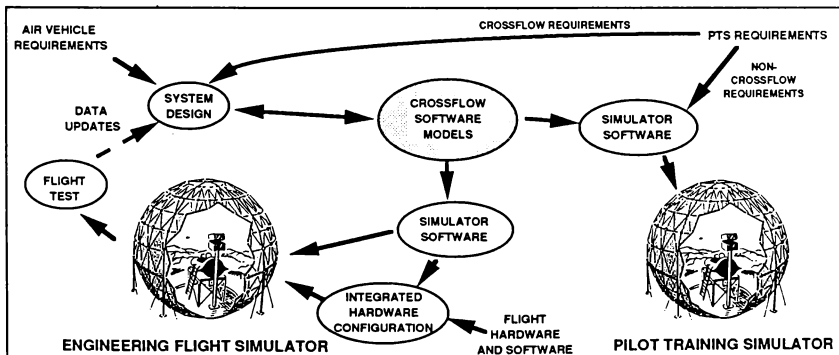 CROSSFLOW REQUIREMENTS
AIR VEHICLE
REQUIREMENTS
PTS REQUIREMENTS
NON-
CROSSFLOW
REQUIREMENTS
SYSTEM
DESIGN
DATA
UPDATES
CROSSFLOW
SOFTWARE
MODELS
SIMULATOR
SOFTWARE
FLIGHT
TEST
SIMULATOR
SOFTWARE
INTEGRATED
HARDWARE
CONFIGURATION
FLIGHT
HARDWARE
AND SOFTWARE
ENGINEERING FLIGHT SIMULATOR
PILOT TRAINING SIMULATOR